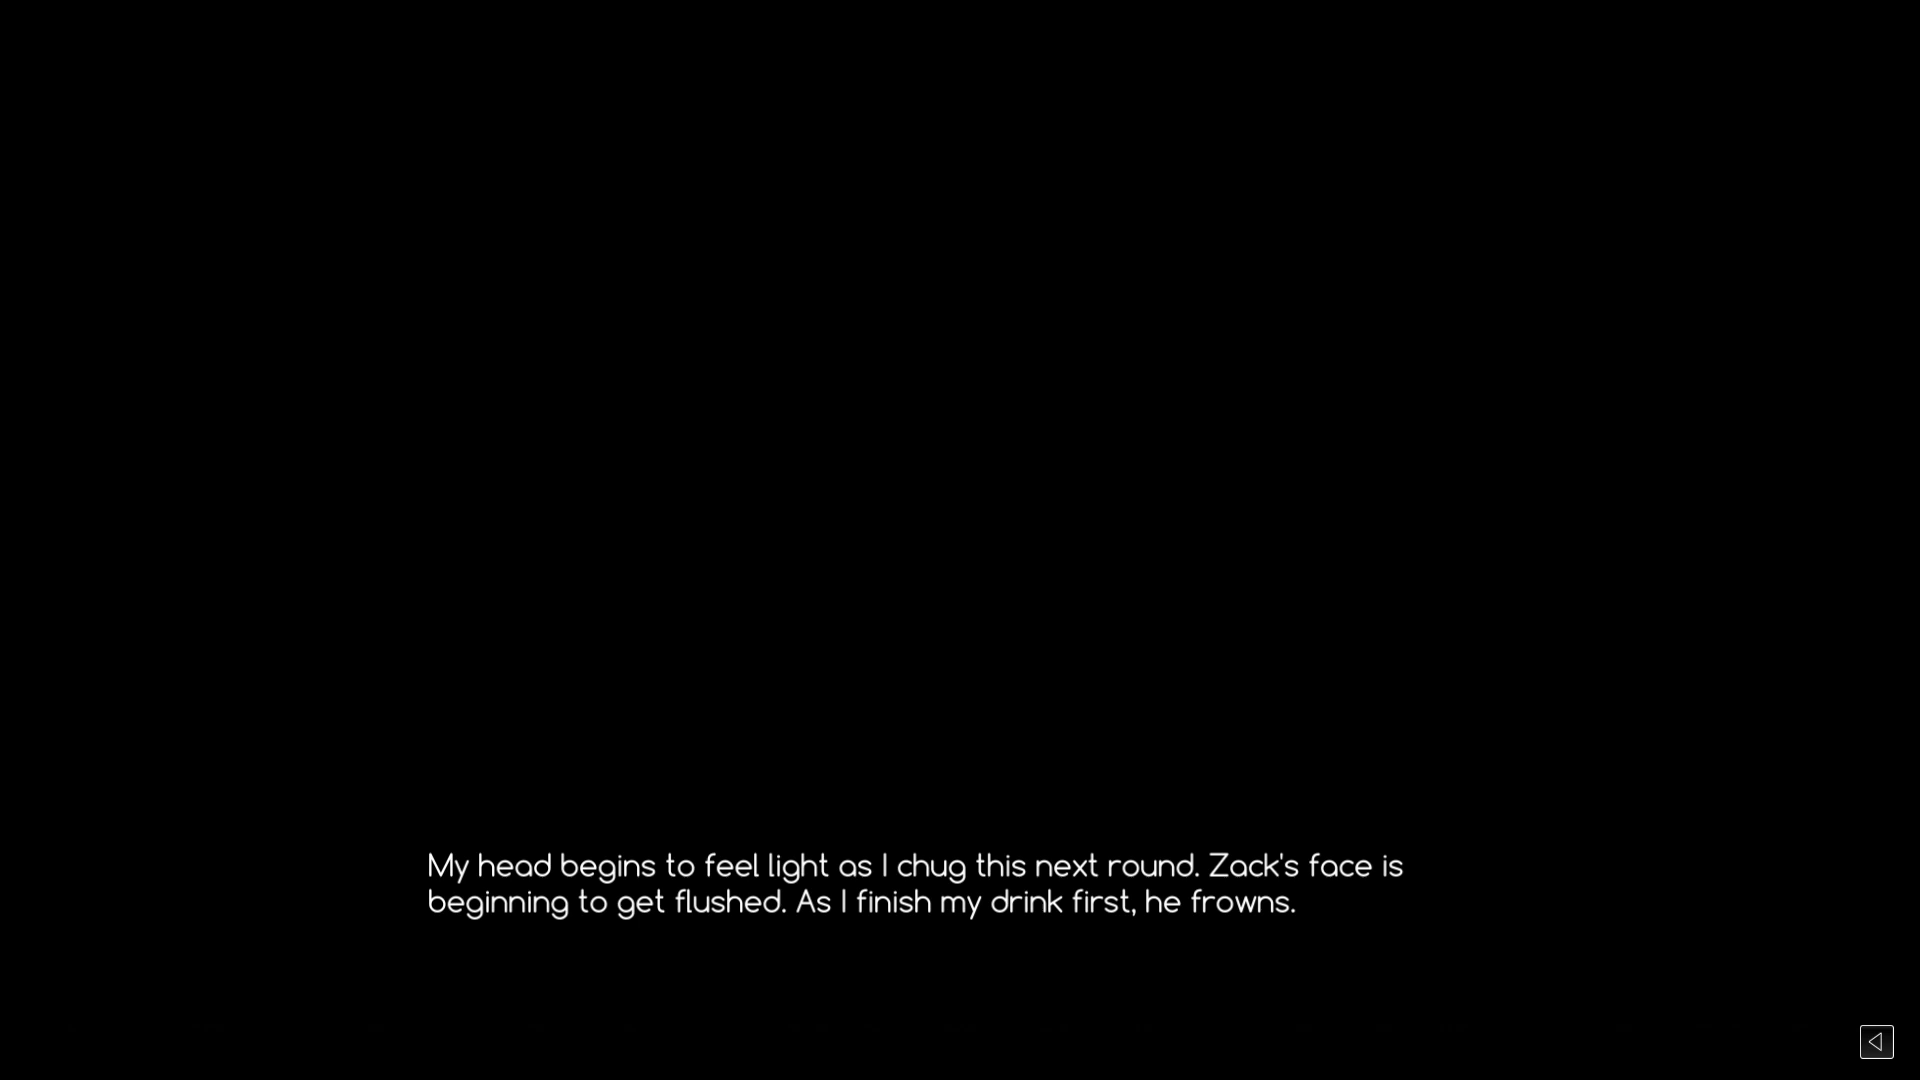 My head begins to feel light as I chug this next round. Zack's face is
beginning to get flushed. As I finish my drink first, he frowns.